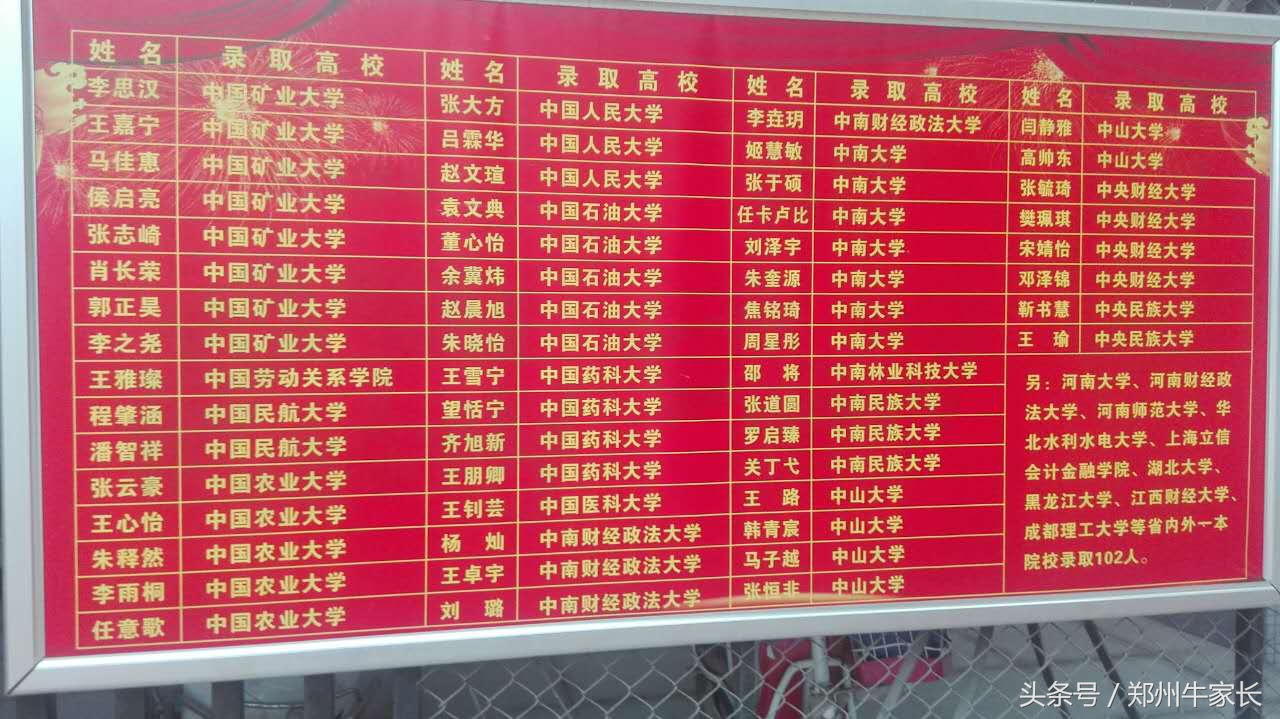 姓名 录取高校 姓名 录取高校 姓名 录取高校 姓名 录取高校
李思汉 中国矿业大学 张大方 中国人民大学 李垚玥 中南财经政法大学 闫静雅 中山大学
王嘉宁 中国矿业大学 吕霖华 中国人民大学 姬慧敏 中南大学 高帅东 中山大学
马佳惠 中国矿业大学 赵文瑄 中国人民大学 张于硕 中南大学 张毓琦 中央财经大学
侯启亮 中国矿业大学 袁文典 中国石油大学 任卡卢比 中南大学 樊珮琪 中央财经大学
张志崎 中国矿业大学 董心怡 中国石油大学 刘泽宇 中南大学 宋婧怡 中央财经大学
肖长荣 中国矿业大学 余冀炜 中国石油大学 朱奎源 中南大学 邓泽锦 中央财经大学
郭正昊 中国矿业大学 赵晨旭 中国石油大学 焦铭琦 中南大学 靳书慧 中央民族大学
李之尧 中国矿业大学 朱晓怡 中国石油大学 周星彤 中南大学 王瑜 中央民族大学
王雅璨 中国劳动关系学院 王雪宁 中国药科大学 邵将 中南林业科技大学
程肇涵 中国民航大学 望恬宁 中国药科大学 张道圆 中南民族大学
潘智祥 中国民航大学 齐旭新 中国药科大学 罗启臻 中南民族大学
张云豪 中国农业大学 王朋卿 中国药科大学 关丁弋 中南民族大学
王心怡 中国农业大学 王钊芸 中国医科大学 王路 中山大学
朱释然 中国农业大学 杨灿 中南财经政法大学 韩青宸 中山大学
李雨桐 中国农业大学 王卓宇 中南财经政法大学 马子越 中山大学
任意歌 中国农业大学 刘璐 中南财经政法大学 张恒非 中山大学
另：河南大学、河南财经政
法大学、河南师范大学、华
北水利水电大学、上海立信
会计金融学院、湖北大学、
黑龙江大学、江西财经大学、
成都理工大学等省内外一本
院校录取102人。
头条号 / 郑州牛家长